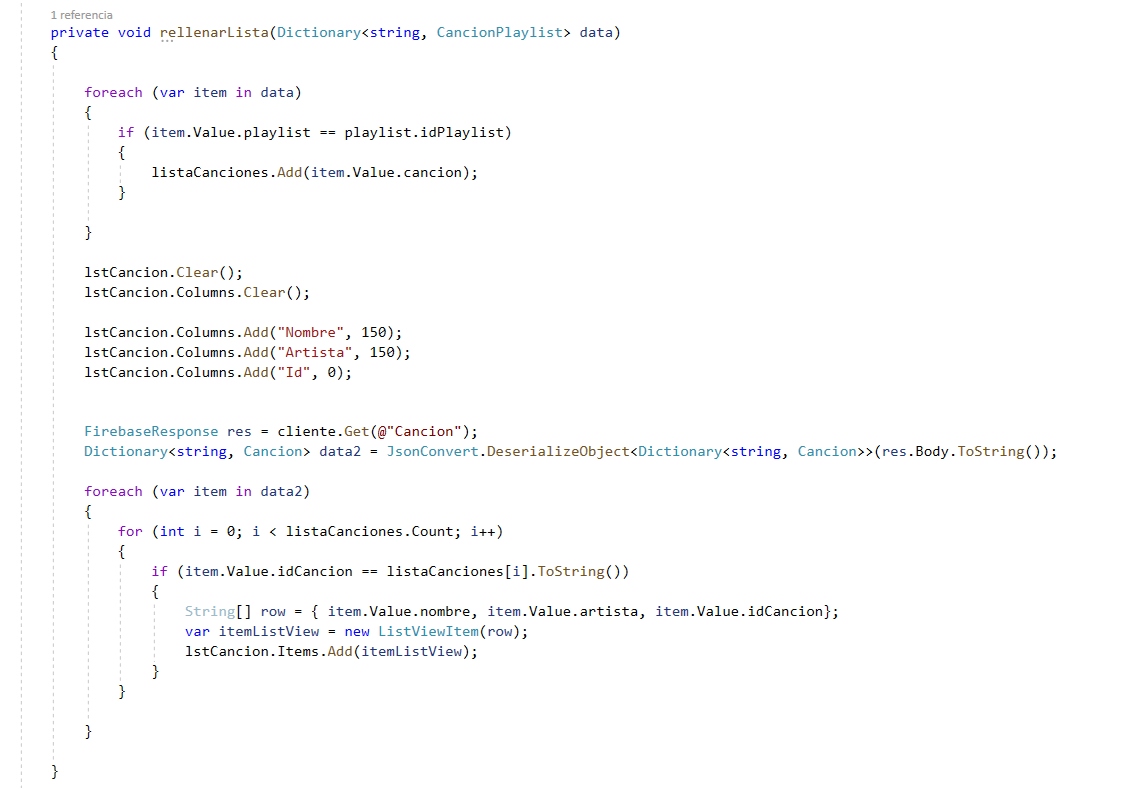 1 referencia
private void rellenarLista(Dictionary<string, CancionPlaylist> data)
{
foreach (var item in data)
{
if (item.Value.playlist == playlist.idPlaylist)
{
listaCanciones.Add(item.Value.cancion);
}
}
lstCancion.Clear();
lstCancion.Columns.Clear();
lstCancion.Columns.Add("Nombre", 150);
lstCancion.Columns.Add("Artista", 150);
lstCancion.Columns.Add("Id", 0);
FirebaseResponse res = cliente.Get(@"Cancion");
Dictionary<string, Cancion> data2 = JsonConvert.DeserializeObject<Dictionary<string, Cancion>>(res.Body.ToString());
foreach (var item in data2)
{
for (int i = 0; i < listaCanciones.Count; i++)
{
if (item.Value.idCancion == listaCanciones[i].ToString())
{
String[] row = { item.Value.nombre, item.Value.artista, item.Value.idCancion};
var itemListView = new ListViewItem(row);
lstCancion.Items.Add(itemListView);
}
}
}
}